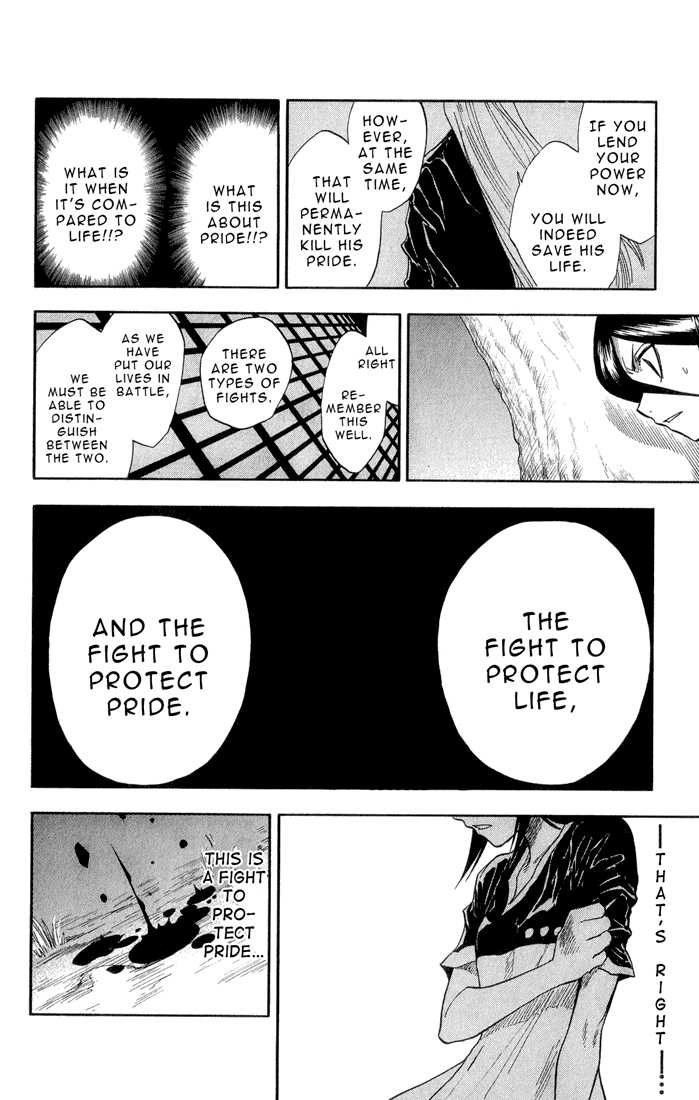 IF YOU
LEND
YOUR
POWER
NOW,
YOU WILL
INDEED
SAVE HIS
LIFE.
HOW-
EVER,
AT THE
SAME
TIME,
THAT
WILL
PERMA-
NENTLY
KILL HIS
PRIDE.
WHAT
IS THIS
ABOUT
PRIDE!!?
WHAT IS
IT WHEN
IT'S COM-
PARED TO
LIFE!!?
ALL
RIGHT
RE-
MEMBER
THIS
WELL.
THERE
ARE TWO
TYPES OF
FIGHTS.
AS WE
HAVE
PUT OUR
LIVES IN
BATTLE,
WE
MUST BE
ABLE TO
DISTIN-
GUISH
BETWEEN
THE TWO.
THE
FIGHT TO
PROTECT
LIFE,
AND THE
FIGHT TO
PROTECT
PRIDE.
—THAT'S RIGHT—!...
THIS IS
A FIGHT
TO
PRO-
TECT
PRIDE...